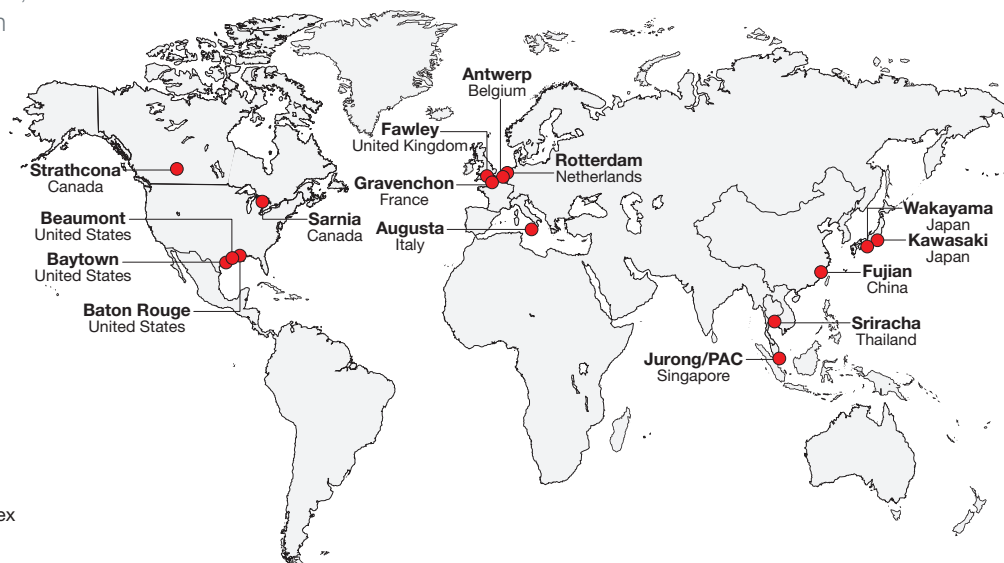 Antwerp
Belgium
Fawley
United Kingdom
Rotterdam
Netherlands
Strathcona
Canada
Gravenchon
France
Beaumont
United States
Sarnia
Canada
Augusta
Italy
Wakayama
Japan
Kawasaki
Japan
Baytown
United States
Fujian
China
Baton Rouge
United States
Sriracha
Thailand
Jurong/PAC
Singapore
ex